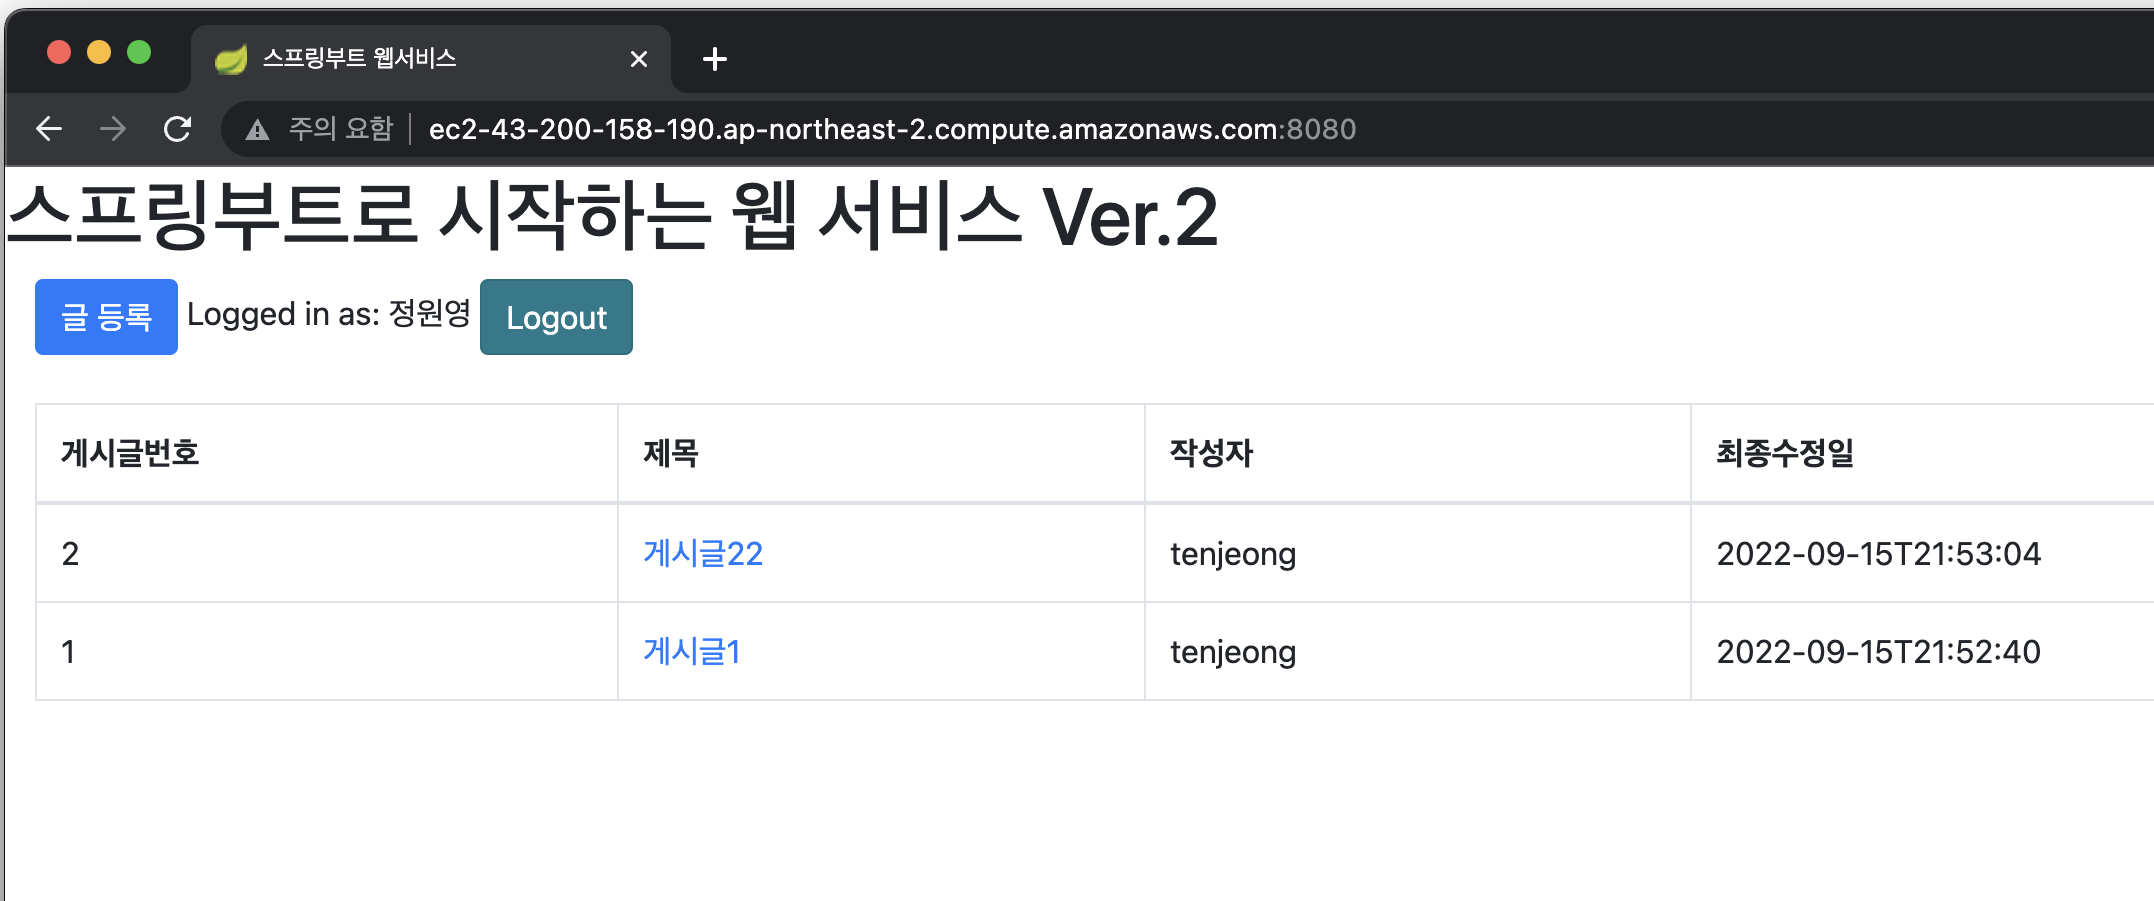 스프링부트 웹서비스
주의 요함 ec2-43-200-158-190.ap-northeast-2.compute.amazonaws.com:8080
스프링부트로 시작하는 웹 서비스 Ver.2
글 등록 Logged in as: 정원영 Logout
게시글번호 제목 작성자 최종수정일
2 게시글22 tenjeong 2022-09-15T21:53:04
1 게시글1 tenjeong 2022-09-15T21:52:40